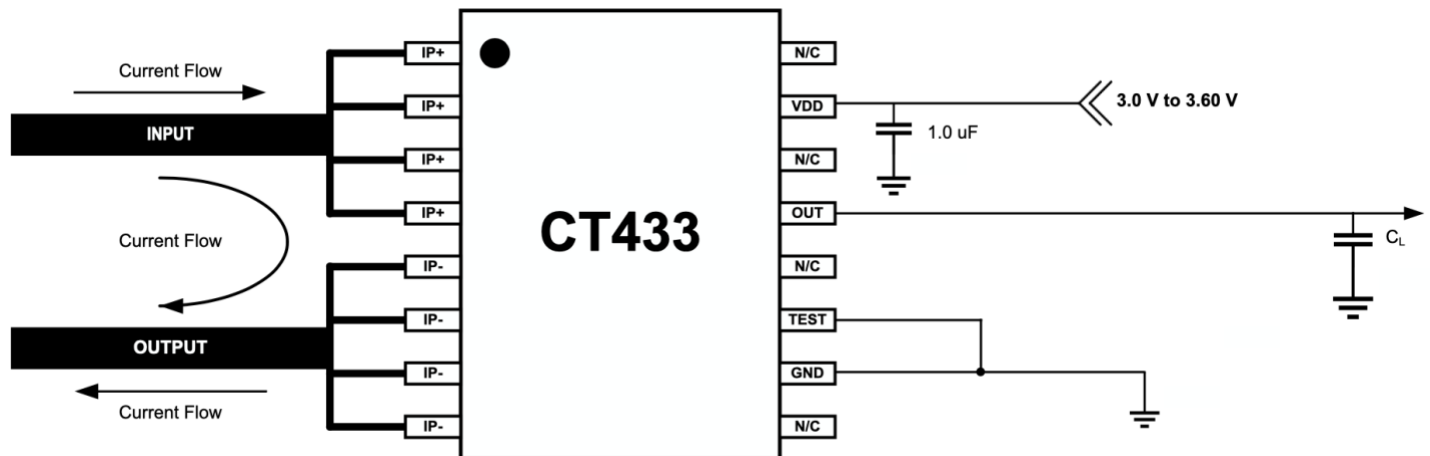 Current Flow
INPUT
Current Flow
OUTPUT
Current Flow
IP+
IP+
IP+
IP+
IP-
IP-
IP-
IP-
CT433
N/C
VDD
N/C
OUT
N/C
TEST
GND
N/C
3.0 V to 3.60 V
1.0 uF
CL